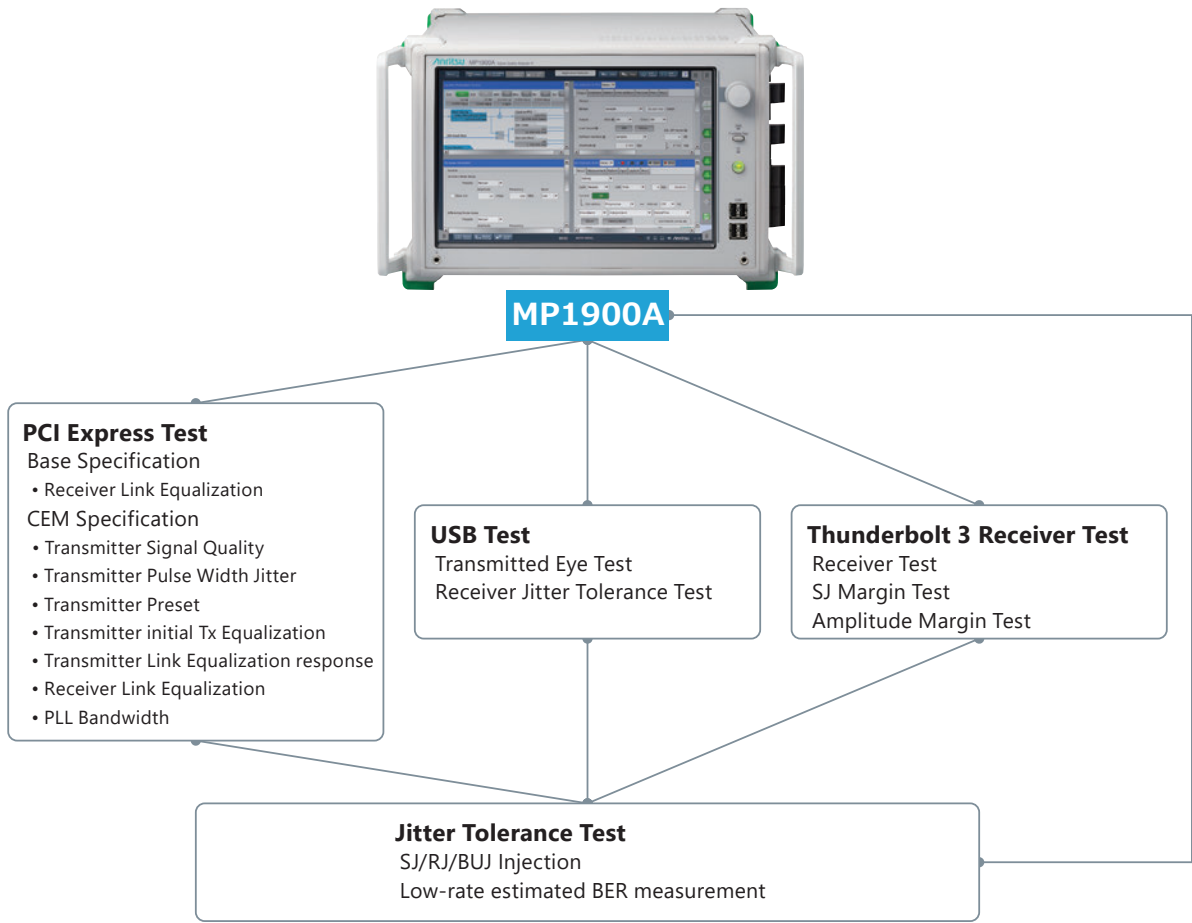 Anritsu MP1900A
MP1900A
PCI Express Test
Base Specification
• Receiver Link Equalization
CEM Specification
• Transmitter Signal Quality
• Transmitter Pulse Width Jitter
• Transmitter Preset
• Transmitter initial Tx Equalization
• Transmitter Link Equalization response
• Receiver Link Equalization
• PLL Bandwidth
USB Test
Transmitted Eye Test
Receiver Jitter Tolerance Test
Thunderbolt 3 Receiver Test
Receiver Test
SJ Margin Test
Amplitude Margin Test
Jitter Tolerance Test
SJ/RJ/BUJ Injection
Low-rate estimated BER measurement